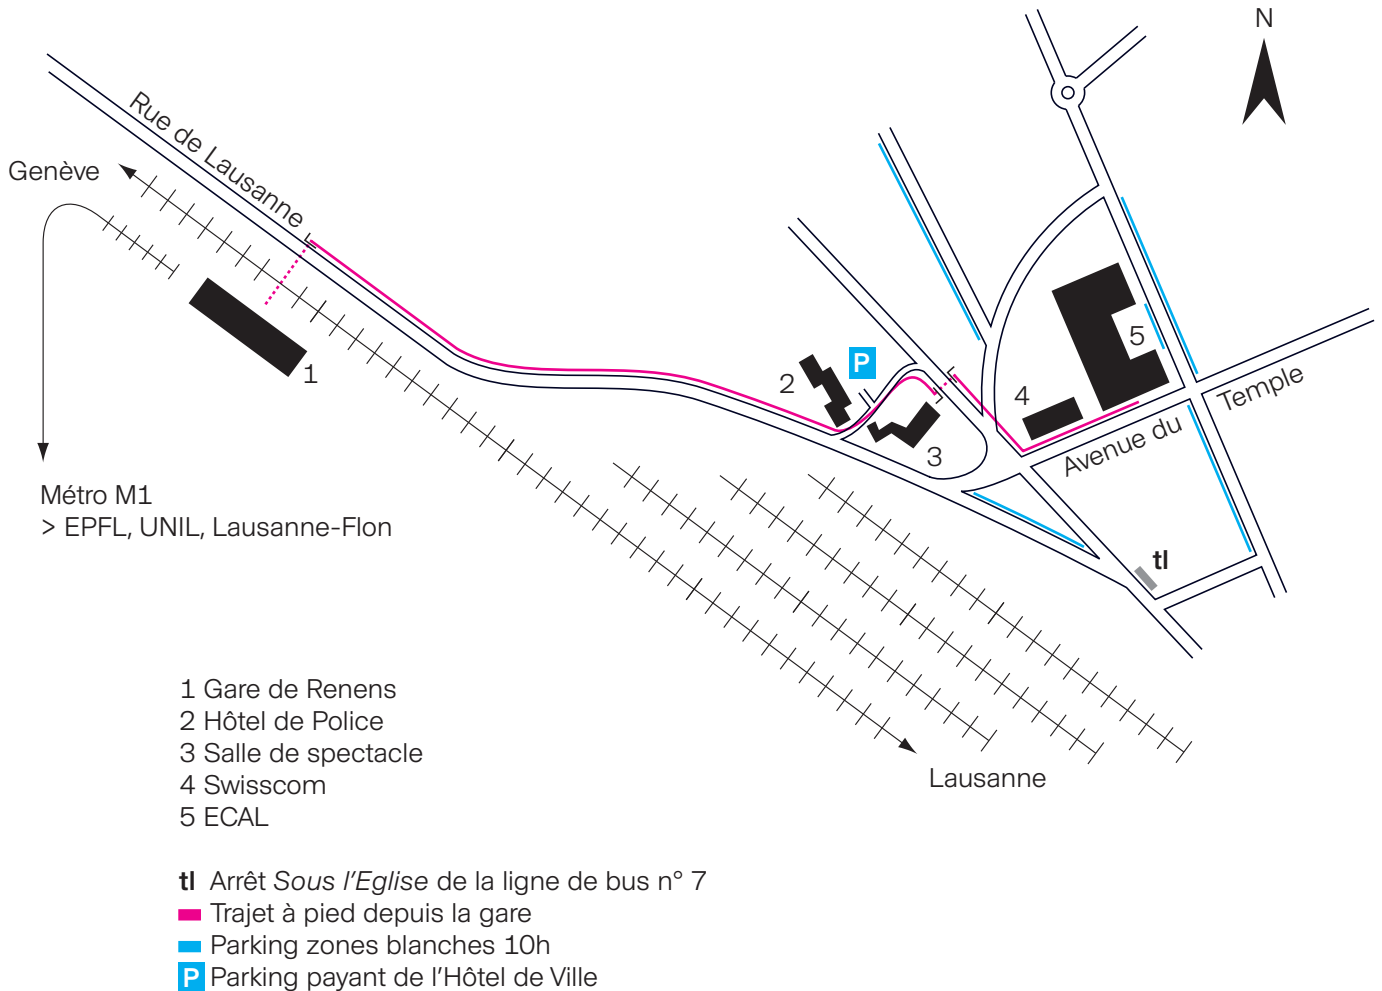 N
Rue de Lausanne
Genève
1
2
P
3
4
5
Temple
Avenue du
tl
Métro M1
> EPFL, UNIL, Lausanne-Flon
Lausanne
1 Gare de Renens
2 Hôtel de Police
3 Salle de spectacle
4 Swisscom
5 ECAL
tl Arrêt Sous l'Eglise de la ligne de bus n° 7
Trajet à pied depuis la gare
Parking zones blanches 10h
P Parking payant de l'Hôtel de Ville